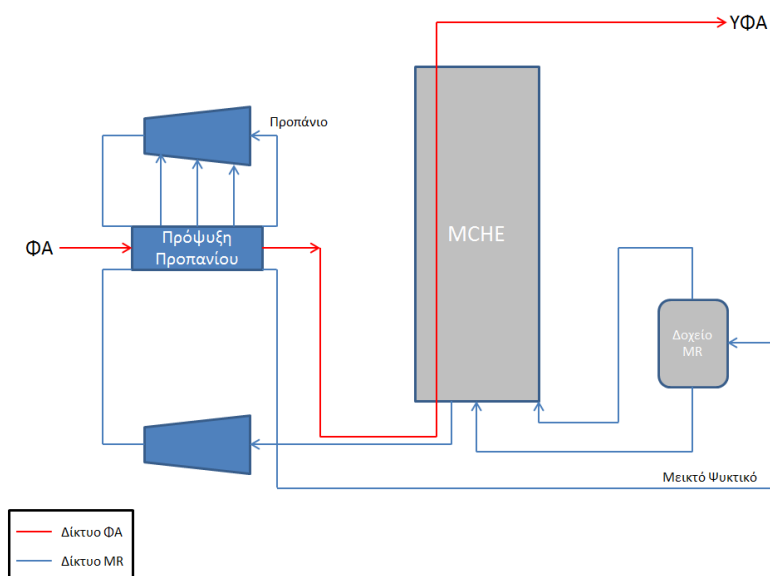 ΥΦΑ
Προπάνιο
ΦΑ
Πρόψυξη
Προπανίου
MCHE
Δοχείο
MR
Μεικτό Ψυκτικό
Δίκτυο ΦΑ
Δίκτυο MR